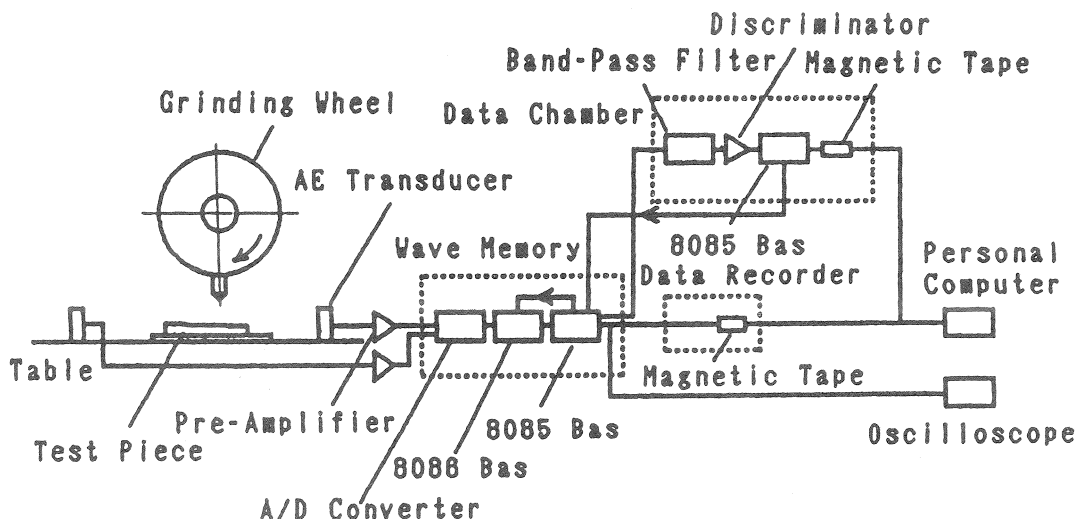 Discriminator
Band-Pass Filter
Magnetic Tape
Grinding Wheel
Data Chamber
AE Transducer
Wave Memory
8085 Bas
Data Recorder
Personal
Computer
Table
Magnetic Tape
Pre-Amplifier
8085 Bas
Oscilloscope
Test Piece
8086 Bas
A/D Converter